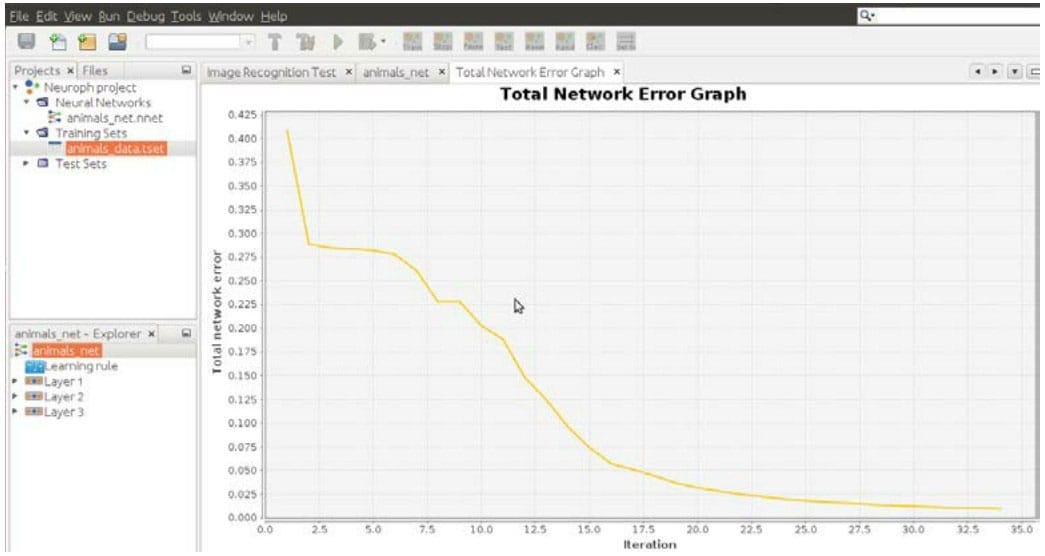 File Edit View Run Debug Tools Window Help
Projects Files
Neuroph project
Neural Networks
animals_net.nnet
Training Sets
animals_data.tset
Test Sets
animals_net - Explorer
animals_net
Learning rule
Layer 1
Layer 2
Layer 3
Image Recognition Test animals_net Total Network Error Graph
Total Network Error Graph
Total network error
0.425
0.400
0.375
0.350
0.325
0.300
0.275
0.250
0.225
0.200
0.175
0.150
0.125
0.100
0.075
0.050
0.025
0.000
0.0 2.5 5.0 7.5 10.0 12.5 15.0 17.5 20.0 22.5 25.0 27.5 30.0 32.5 35.0
Iteration